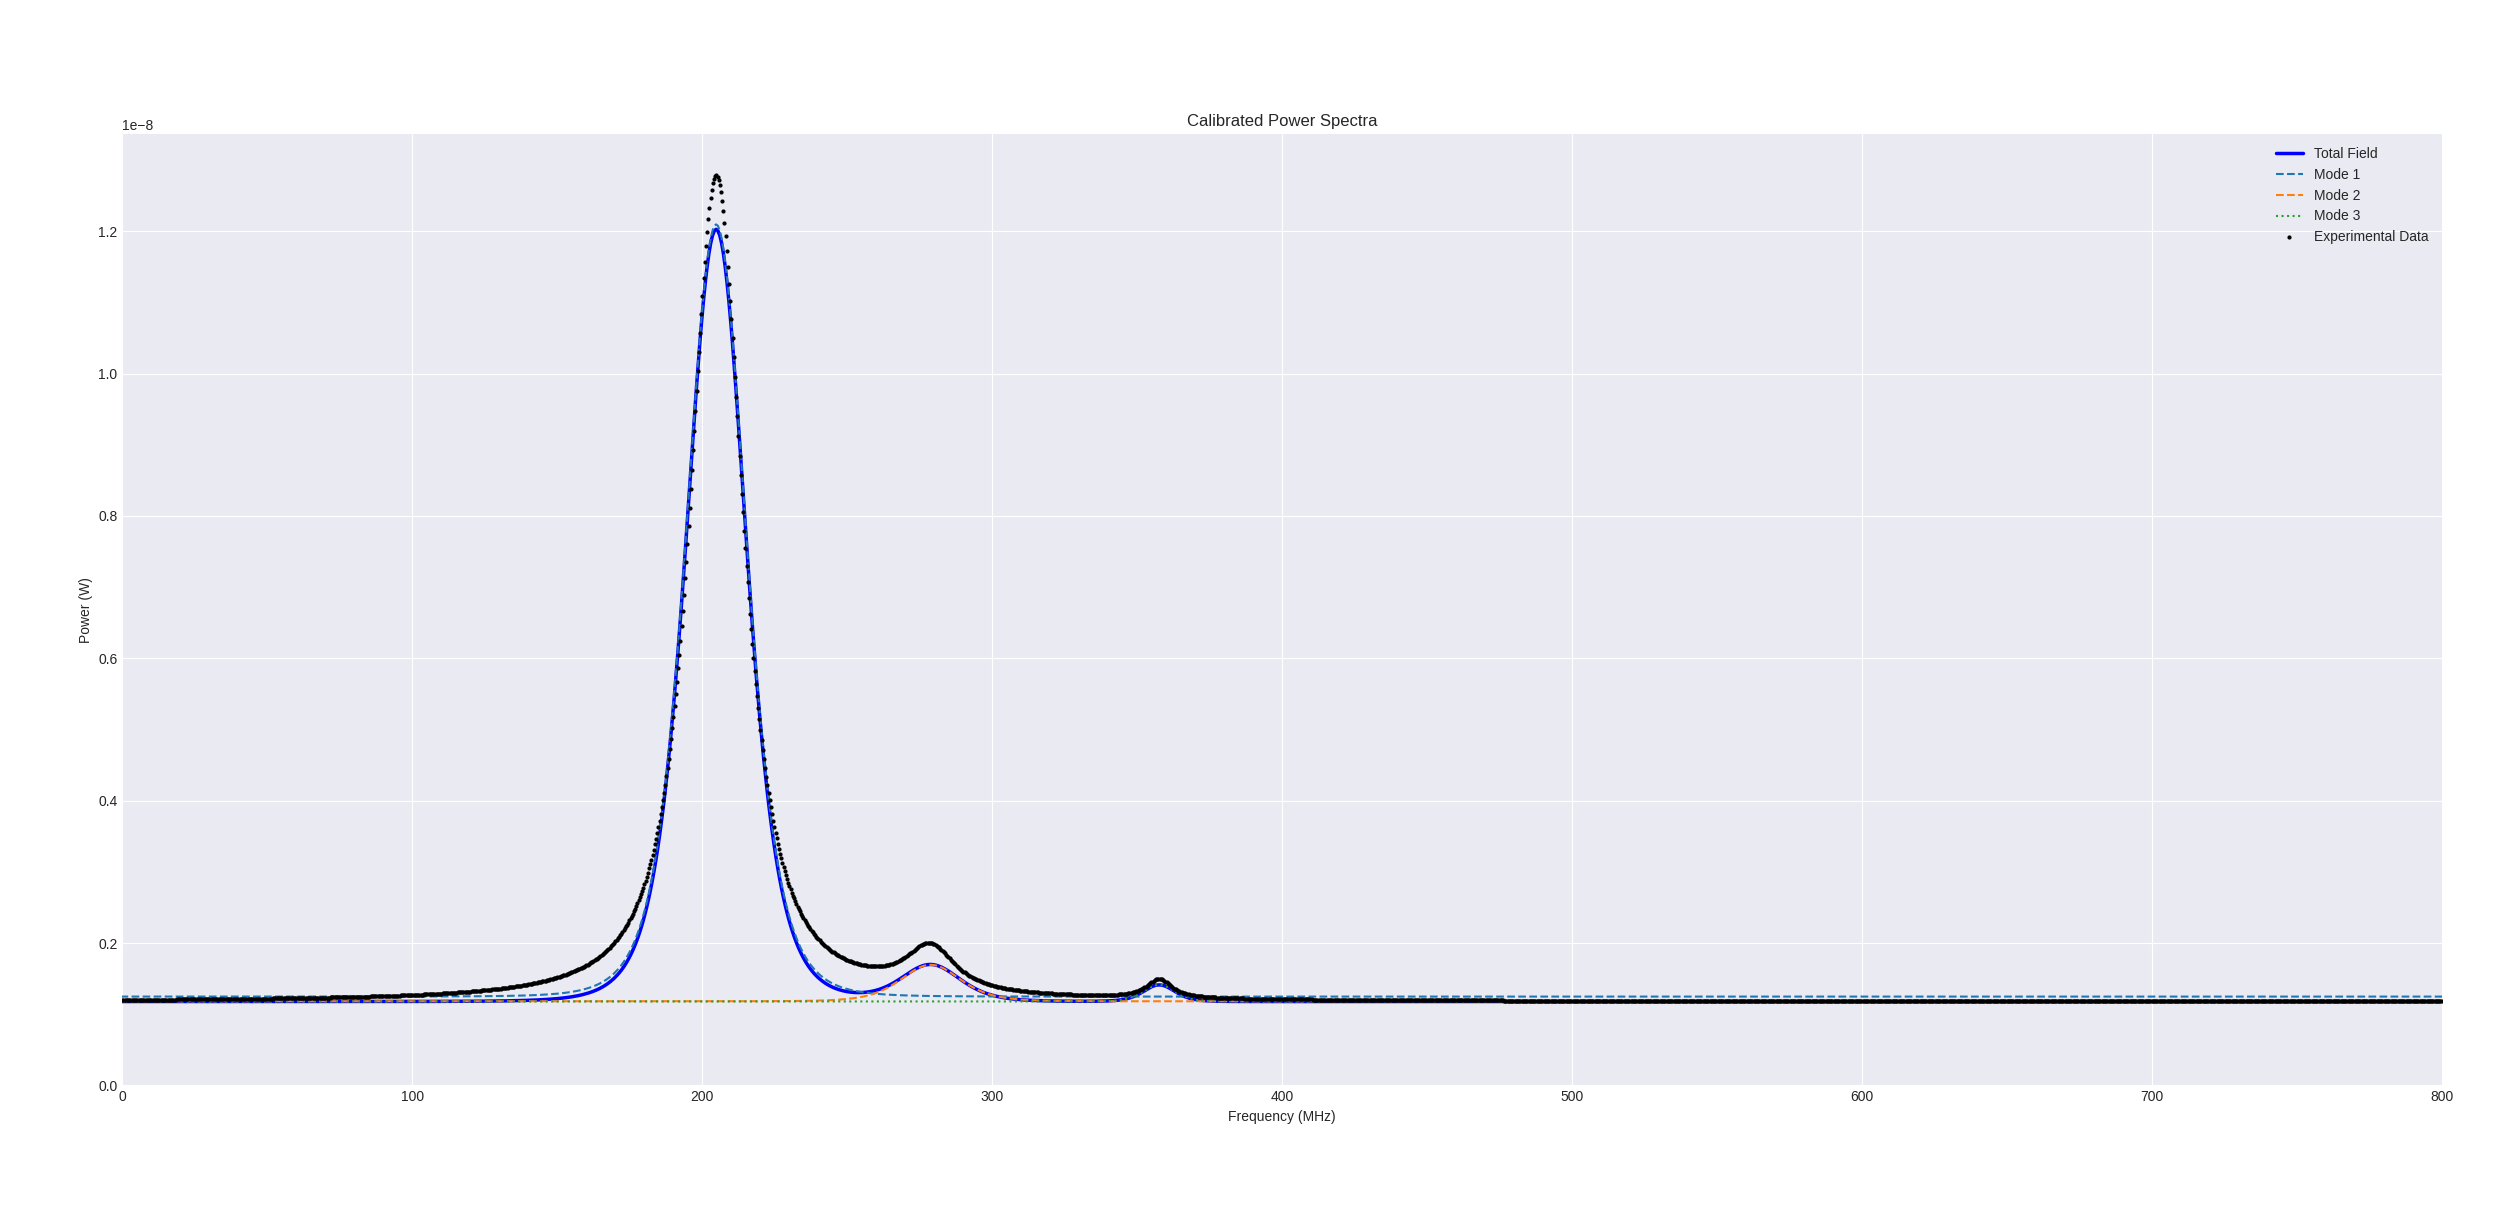 Calibrated Power Spectra
1e−8
Total Field
Mode 1
Mode 2
Mode 3
Experimental Data
1.2
1.0
0.8
0.6
0.4
0.2
0.0
Power (W)
0 100 200 300 400 500 600 700 800
Frequency (MHz)